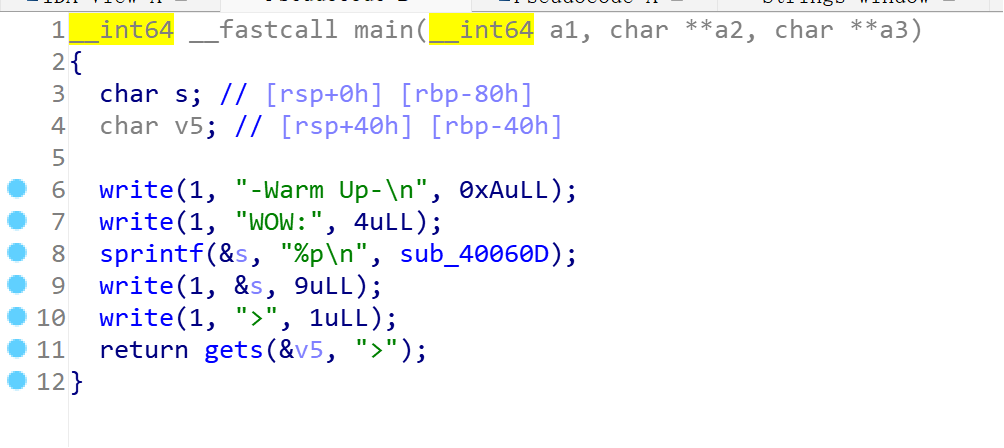 1 __int64 __fastcall main(__int64 a1, char **a2, char **a3)
2 {
3 char s; // [rsp+0h] [rbp-80h]
4 char v5; // [rsp+40h] [rbp-40h]
5
6 write(1, "-Warm Up-\n", 0xAuLL);
7 write(1, "WOW:", 4uLL);
8 sprintf(&s, "%p\n", sub_40060D);
9 write(1, &s, 9uLL);
10 write(1, ">", 1uLL);
11 return gets(&v5, ">");
12 }